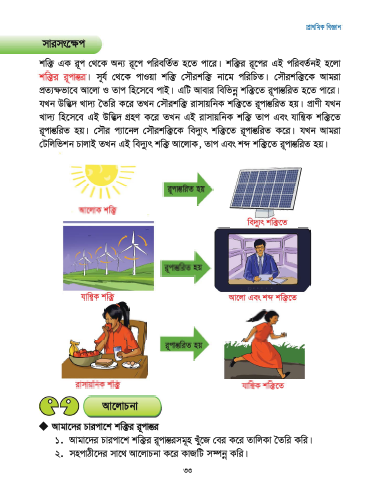 প্রাথমিক বিজ্ঞান
সারসংক্ষেপ
শক্তি এক রূপ থেকে অন্য রূপে পরিবর্তিত হতে পারে। শক্তির রূপের এই পরিবর্তনই হলো
শক্তির রূপান্তর। সূর্য থেকে পাওয়া শক্তি সৌরশক্তি নামে পরিচিত। সৌরশক্তিকে আমরা
প্রত্যক্ষভাবে আলো ও তাপ হিসেবে পাই। এটি আবার বিভিন্ন শক্তিতে রূপান্তরিত হতে পারে।
যখন উদ্ভিদ খাদ্য তৈরি করে তখন সৌরশক্তি রাসায়নিক শক্তিতে রূপান্তরিত হয়। প্রাণী যখন
খাদ্য হিসেবে এই উদ্ভিদ গ্রহণ করে তখন এই রাসায়নিক শক্তি তাপ এবং যান্ত্রিক শক্তিতে
রূপান্তরিত হয়। সৌর প্যানেল সৌরশক্তিকে বিদ্যুৎ শক্তিতে রূপান্তরিত করে। যখন আমরা
টেলিভিশন চালাই তখন এই বিদ্যুৎ শক্তি আলোক, তাপ এবং শব্দ শক্তিতে রূপান্তরিত হয়।
রূপান্তরিত হয়
আলোক শক্তি
বিদ্যুৎ শক্তিতে
রূপান্তরিত হয়
যান্ত্রিক শক্তি
আলো এবং শব্দ শক্তিতে
রূপান্তরিত হয়
রাসায়নিক শক্তি
যান্ত্রিক শক্তিতে
আলোচনা
◆ আমাদের চারপাশে শক্তির রূপান্তর
১. আমাদের চারপাশে শক্তির রূপান্তরসমূহ খুঁজে বের করে তালিকা তৈরি করি।
২. সহপাঠীদের সাথে আলোচনা করে কাজটি সম্পন্ন করি।
৩৩